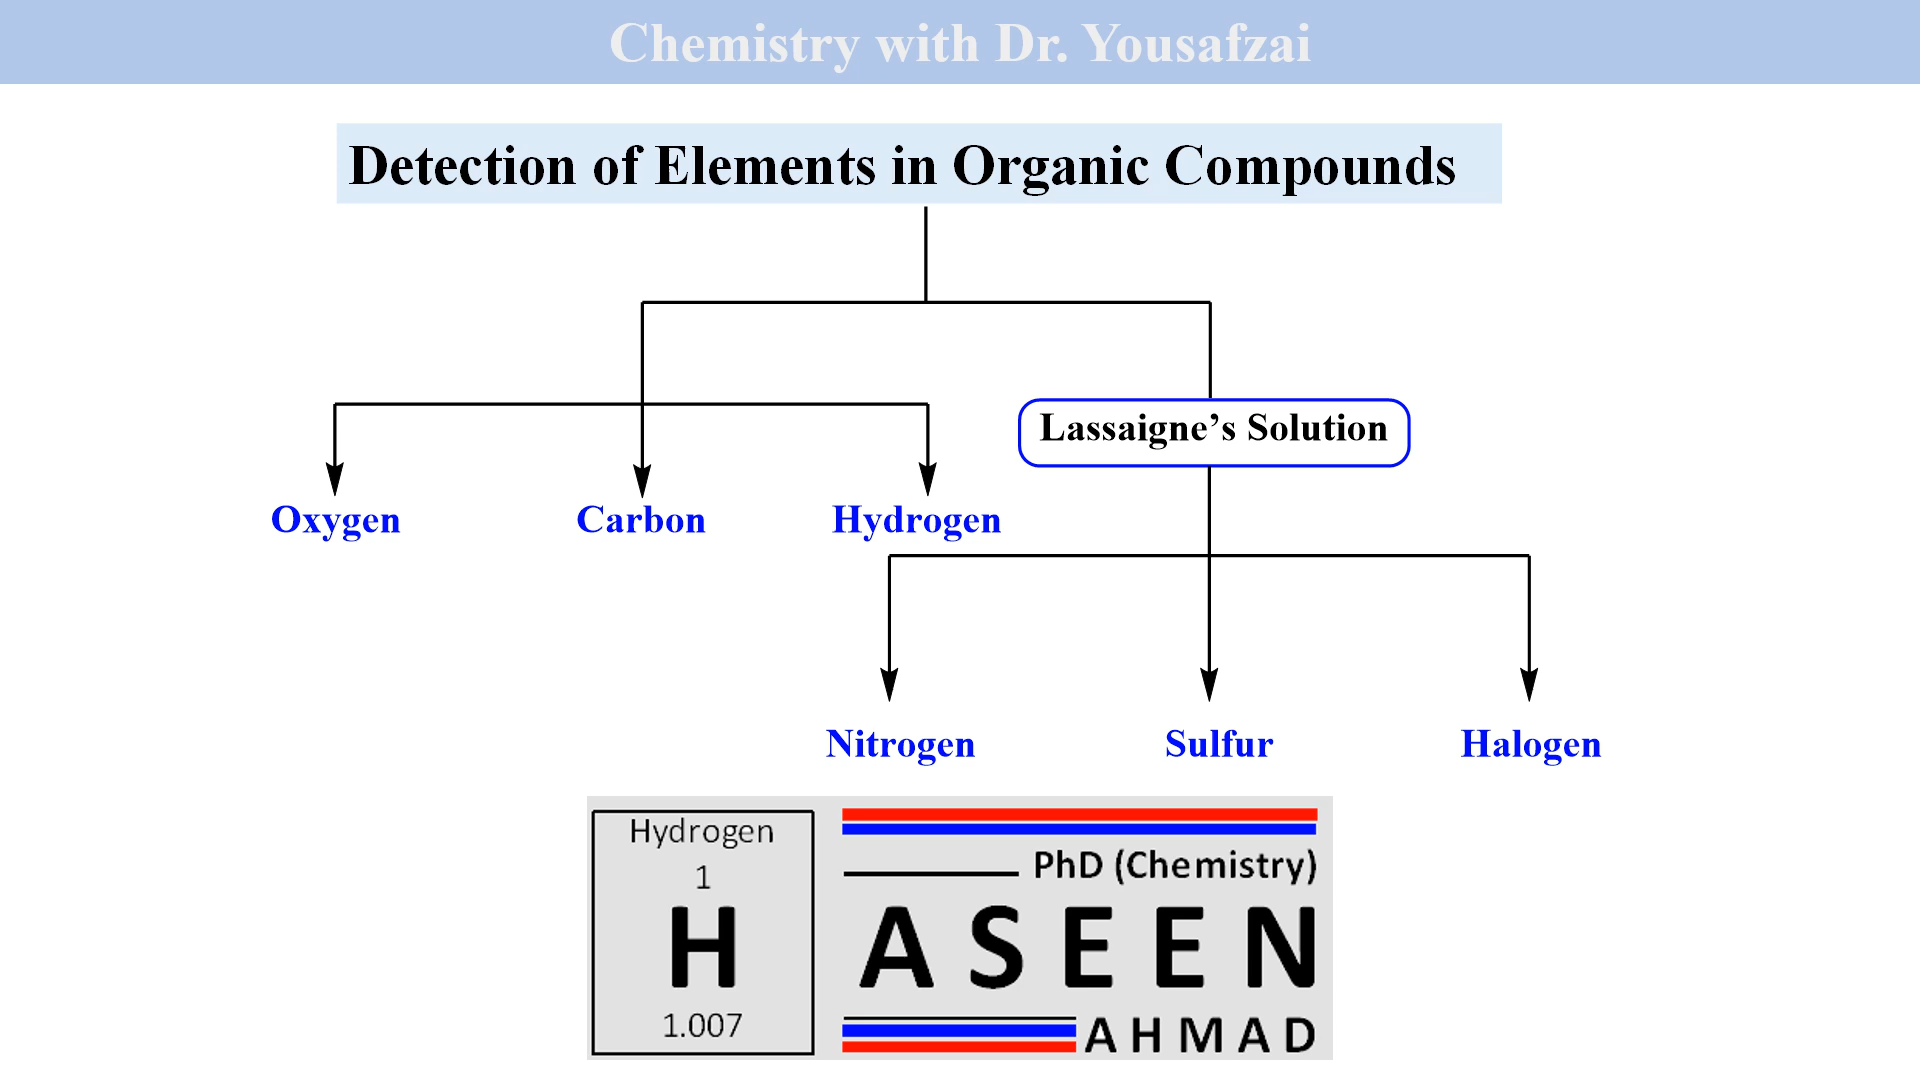 Chemistry with Dr. Yousafzai
Detection of Elements in Organic Compounds
Lassaigne’s Solution
Oxygen
Carbon
Hydrogen
Nitrogen
Sulfur
Halogen
Hydrogen
1
H
1.007
PhD (Chemistry)
ASEEN
AHMAD